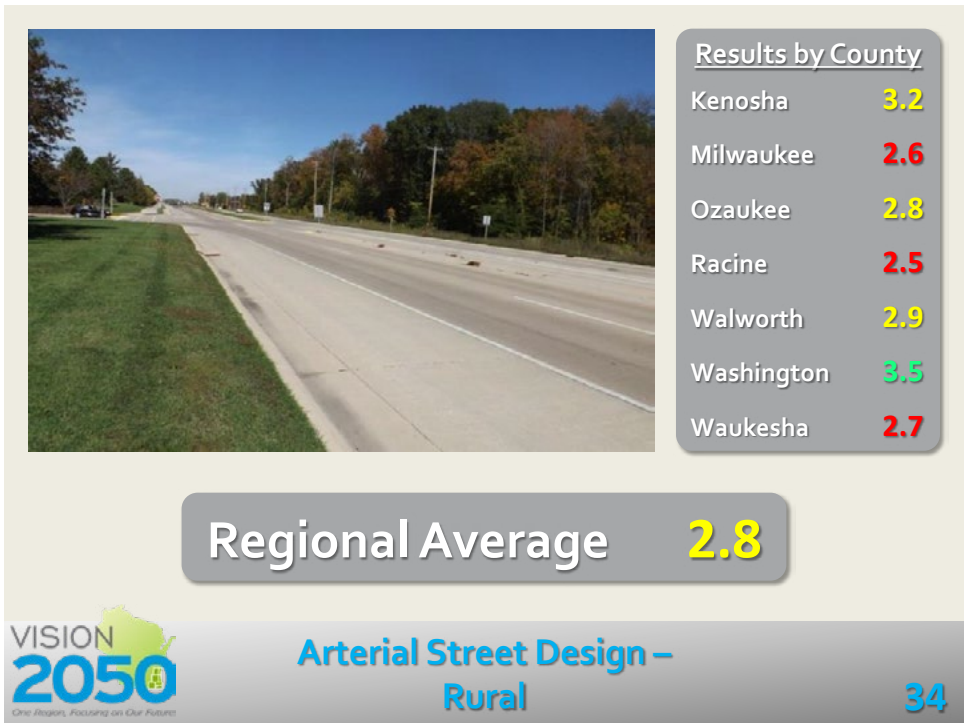 Results by County
Kenosha 3.2
Milwaukee 2.6
Ozaukee 2.8
Racine 2.5
Walworth 2.9
Washington 3.5
Waukesha 2.7
Regional Average 2.8
VISION
2050
One Region, Focusing on Our Future
Arterial Street Design –
Rural
34